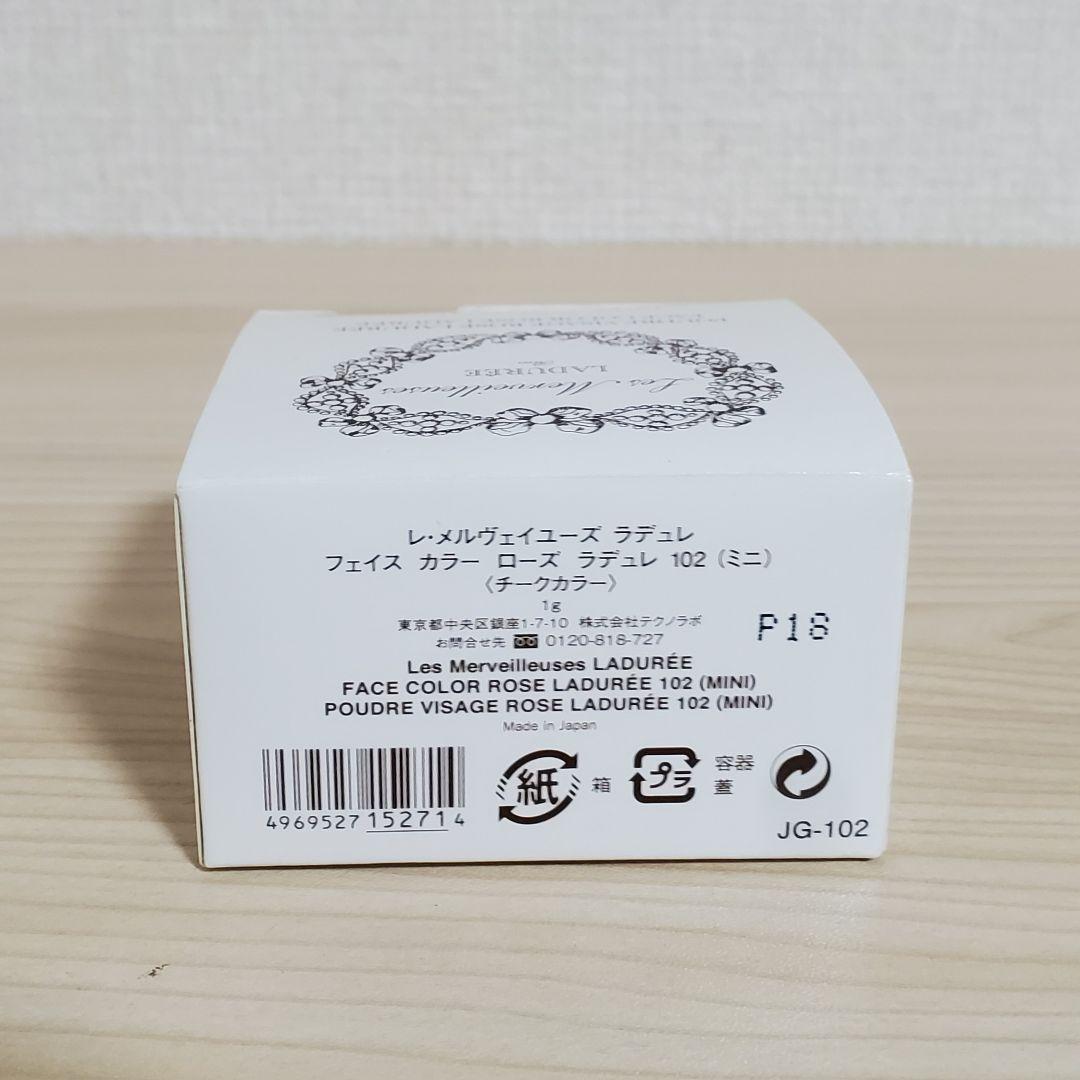 LADURÉE
Les Merveilleuses
レ・メルヴェイユーズ ラデュレ
フェイス カラー ローズ ラデュレ 102 (ミニ)
〈チークカラー〉
1g
東京都中央区銀座1-7-10 株式会社テクノラボ
お問合せ先 0120-818-727
P18
Les Merveilleuses LADURÉE
FACE COLOR ROSE LADURÉE 102 (MINI)
POUDRE VISAGE ROSE LADURÉE 102 (MINI)
Made in Japan
4969527152714
紙 箱
プラ 容器
蓋
JG-102